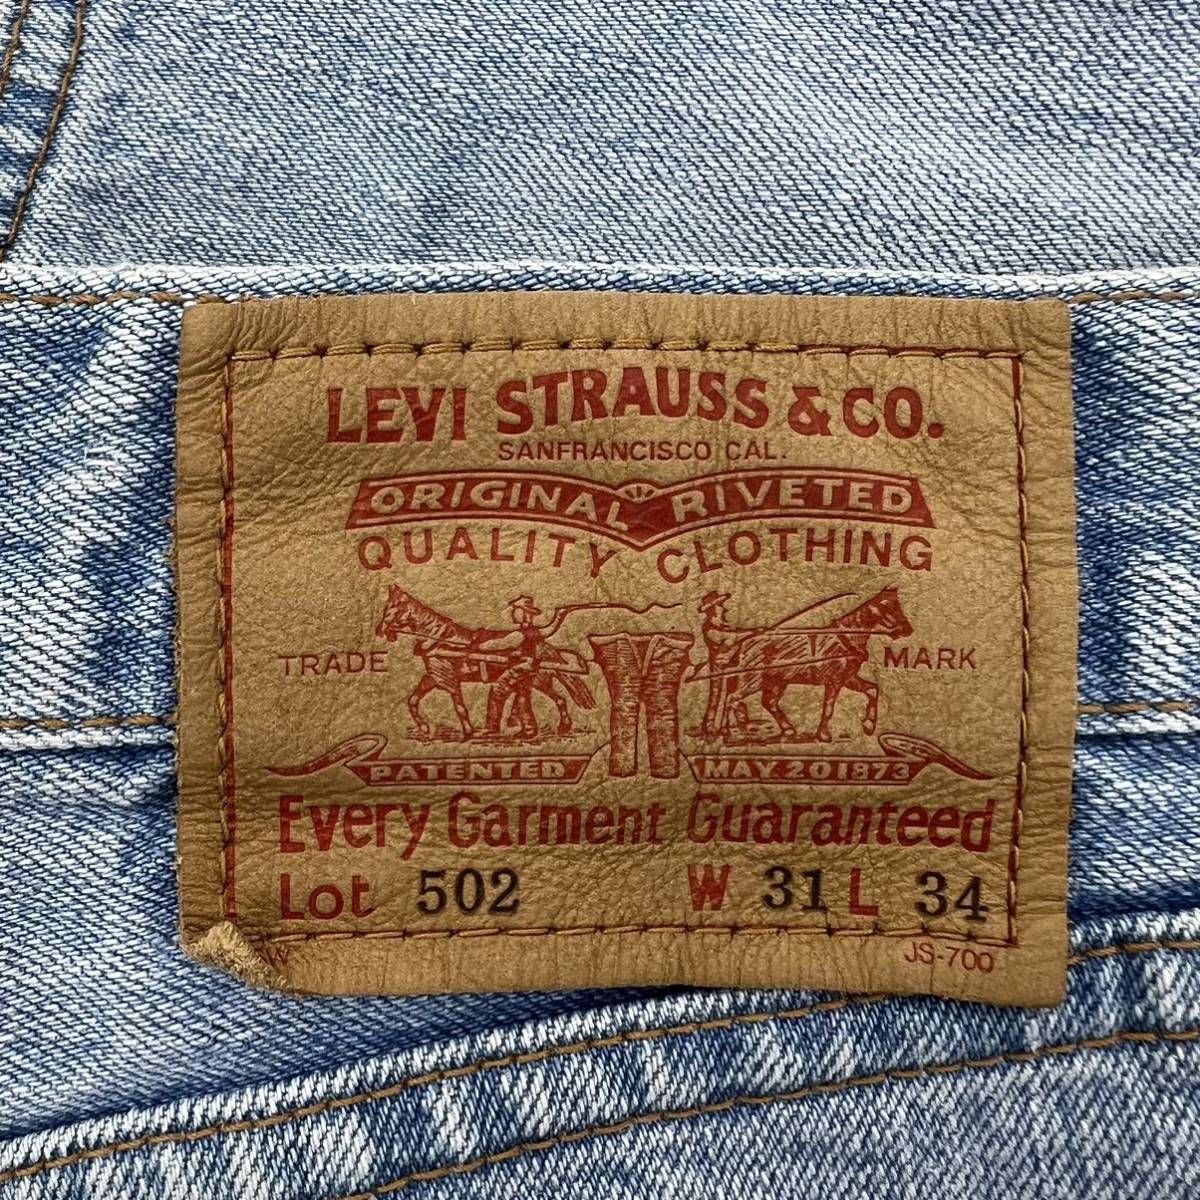 LEVI STRAUSS & CO.
SANFRANCISCO CAL.
ORIGINAL RIVETED
QUALITY CLOTHING
TRADE MARK
PATENTED MAY 20 1873
Every Garment Guaranteed
Lot 502 W 31 L 34
W JS-700